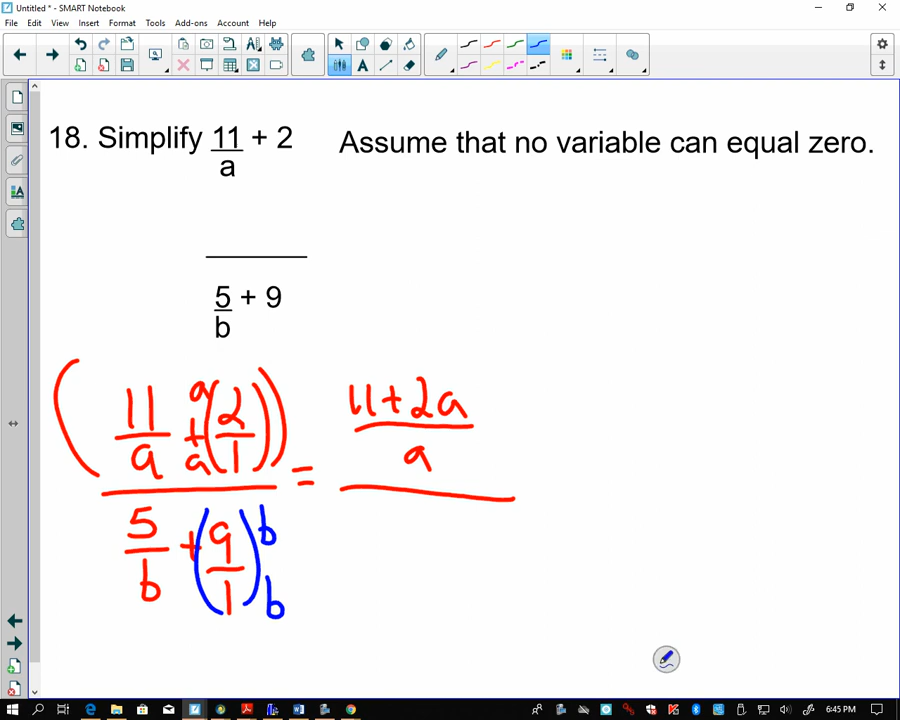 Untitled * - SMART Notebook
File Edit View Insert Format Tools Add-ons Account Help
18. Simplify 11 + 2 Assume that no variable can equal zero.
a
5 + 9
b
11 a 2 11+2a
+
a a 1 a
=
5 + 9 b
b 1 b
6:45 PM